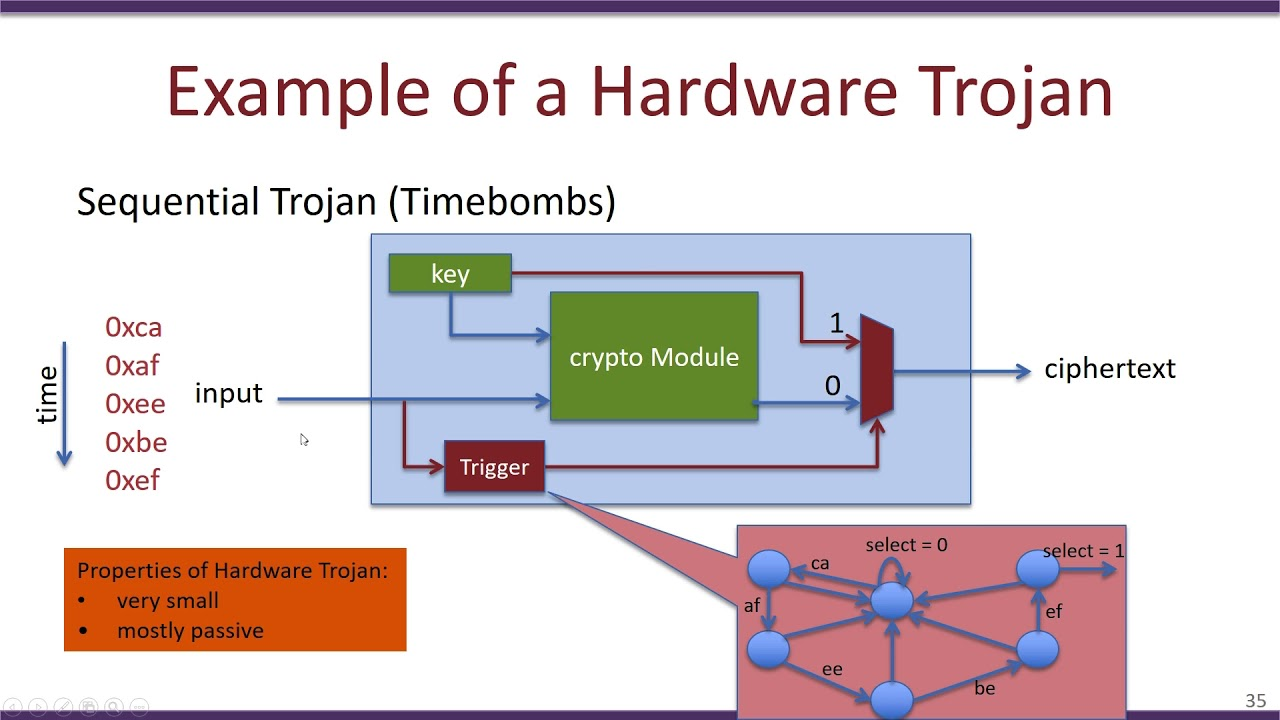 Example of a Hardware Trojan
Sequential Trojan (Timebombs)
key
1
0xca
0xaf
crypto Module
ciphertext
time
input
0
0xee
0xbe
0xef
Trigger
select = 0
select = 1
ca
af
ef
ee
be
Properties of Hardware Trojan:
• very small
• mostly passive
35